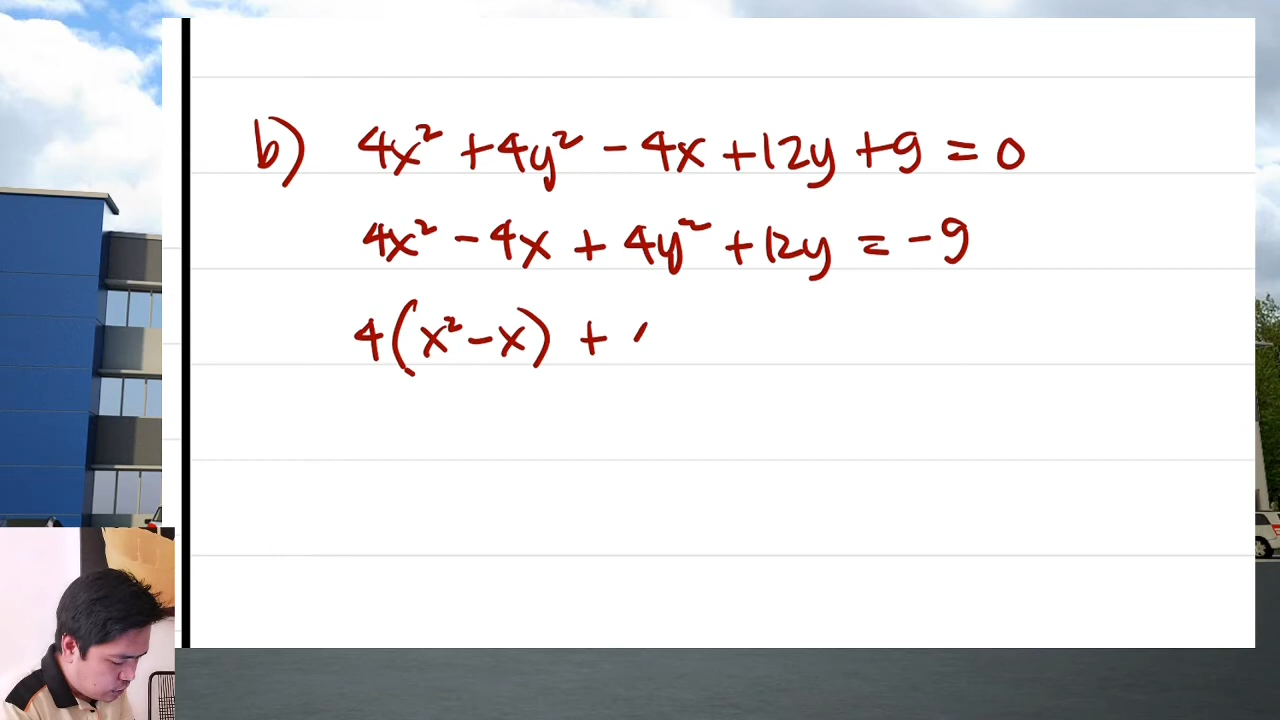 b) 4x² + 4y² - 4x + 12y + 9 = 0
4x² - 4x + 4y² + 12y = -9
4(x² - x) +